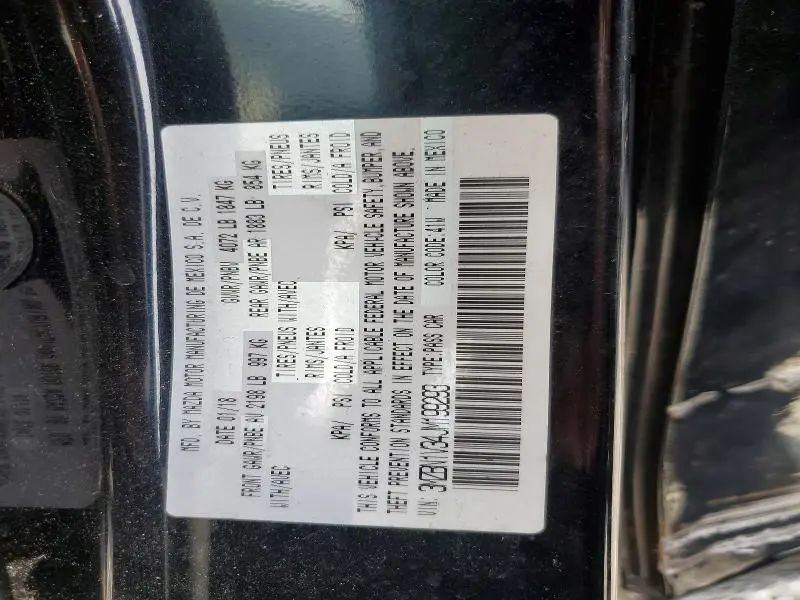 MFD. BY MAZDA MOTOR MANUFACTURING DE MEXICO S.A. DE C.V.
DATE 01/18 GVWR/PNBV 4072 LB 1847 KG
FRONT GAWR/PNBE AV 2198 LB 997 KG REAR GAWR/PNBE AR 1883 LB 854 KG
WITH/AVEC TIRES/PNEUS WITH/AVEC TIRES/PNEUS
RIMS/JANTES RIMS/JANTES
KPA/ PSI COLD/A FROID KPA/ PSI COLD/A FROID
THIS VEHICLE CONFORMS TO ALL APPLICABLE FEDERAL MOTOR VEHICLE SAFETY,BUMPER,AND
THEFT PREVENTION STANDARDS IN EFFECT ON THE DATE OF MANUFACTURE SHOWN ABOVE.
VIN: 3MZBN1V34JM199293 TYPE:PASS CAR COLOR CODE:41W MADE IN MEXICO